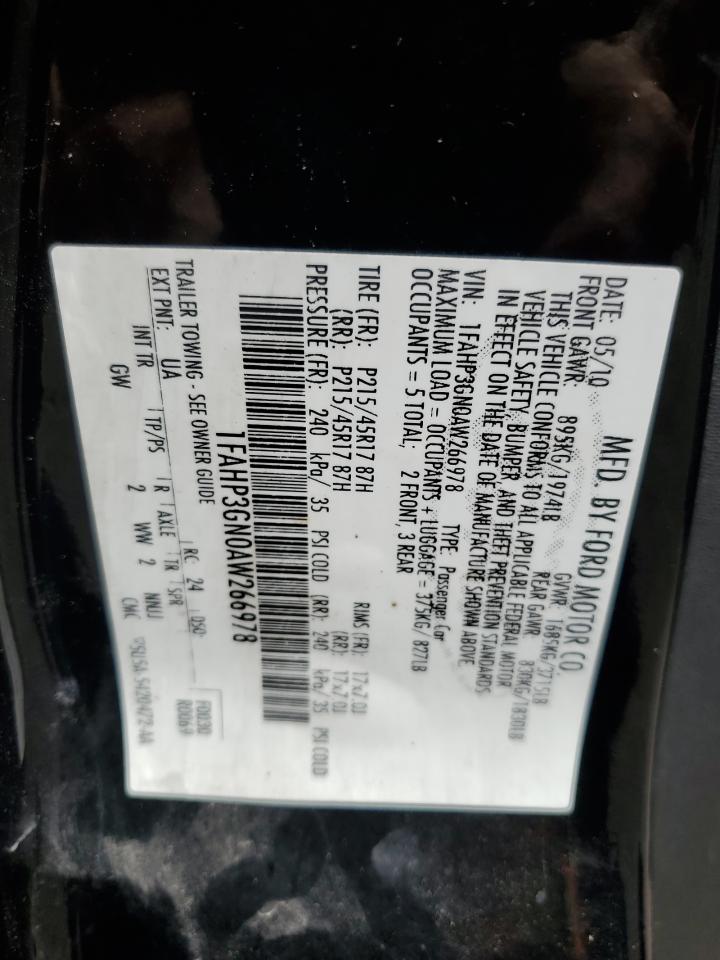 MFD. BY FORD MOTOR CO
DATE: 05/10 GVWR: 1685KG/3715LB
FRONT GAWR: 895KG/1974LB REAR GAWR: 830KG/1830LB
THIS VEHICLE CONFORMS TO ALL APPLICABLE FEDERAL MOTOR
VEHICLE SAFETY, BUMPER AND THEFT PREVENTION STANDARDS
IN EFFECT ON THE DATE OF MANUFACTURE SHOWN ABOVE.
VIN: 1FAHP3GN0AW266978 TYPE: Passenger Car
MAXIMUM LOAD = OCCUPANTS + LUGGAGE = 375KG/ 827LB
OCCUPANTS = 5 TOTAL; 2 FRONT, 3 REAR
TIRE (FR): P215/45R17 87H RIMS (FR): 17x7.0J
(RR): P215/45R17 87H (RR): 17x7.0J
PRESSURE (FR): 240 kPa/ 35 PSI COLD (RR): 240 kPa/ 35 PSI COLD
1FAHP3GN0AW266978
TRAILER TOWING - SEE OWNER GUIDE
F0030
R0069
EXT PNT: UA RC: 24 DSO:
INT TR TP/PS R AXLE TR SPR
GW 2 2 WW 2 NNJJ